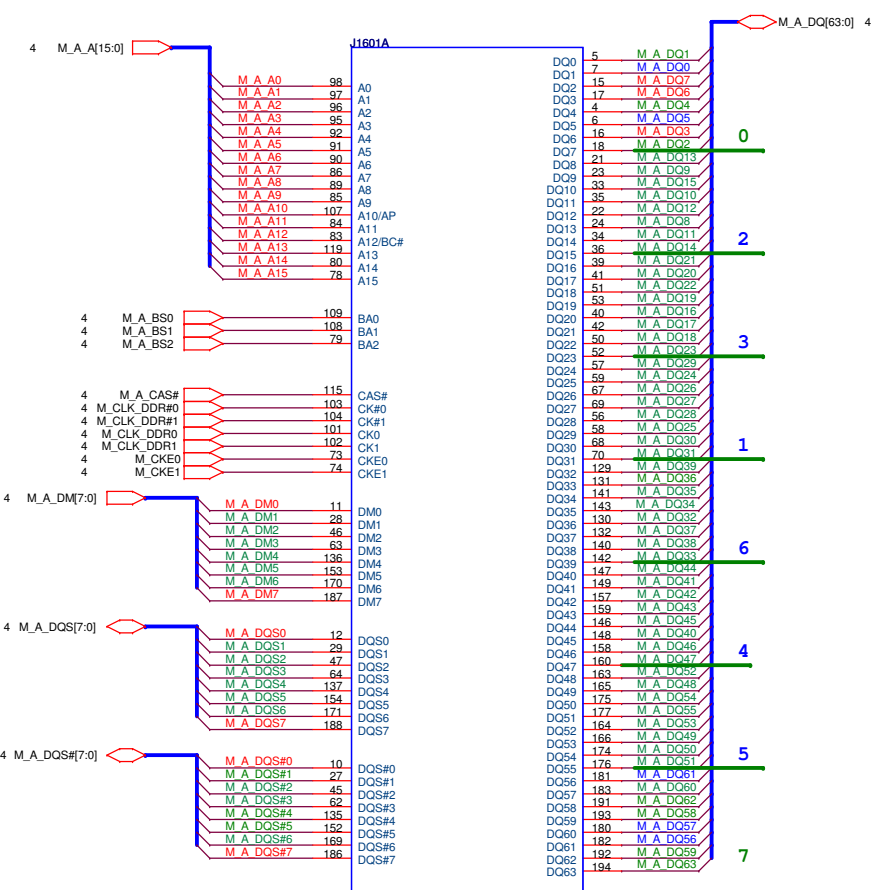 J1601A
4 M_A_A[15:0]
M_A_A0 98 A0
M_A_A1 97 A1
M_A_A2 96 A2
M_A_A3 95 A3
M_A_A4 92 A4
M_A_A5 91 A5
M_A_A6 90 A6
M_A_A7 86 A7
M_A_A8 89 A8
M_A_A9 85 A9
M_A_A10 107 A10/AP
M_A_A11 84 A11
M_A_A12 83 A12/BC#
M_A_A13 119 A13
M_A_A14 80 A14
M_A_A15 78 A15
4 M_A_BS0 109 BA0
4 M_A_BS1 108 BA1
4 M_A_BS2 79 BA2
4 M_A_CAS# 115 CAS#
4 M_CLK_DDR#0 103 CK#0
4 M_CLK_DDR#1 104 CK#1
4 M_CLK_DDR0 101 CK0
4 M_CLK_DDR1 102 CK1
4 M_CKE0 73 CKE0
4 M_CKE1 74 CKE1
4 M_A_DM[7:0]
M_A_DM0 11 DM0
M_A_DM1 28 DM1
M_A_DM2 46 DM2
M_A_DM3 63 DM3
M_A_DM4 136 DM4
M_A_DM5 153 DM5
M_A_DM6 170 DM6
M_A_DM7 187 DM7
4 M_A_DQS[7:0]
M_A_DQS0 12 DQS0
M_A_DQS1 29 DQS1
M_A_DQS2 47 DQS2
M_A_DQS3 64 DQS3
M_A_DQS4 137 DQS4
M_A_DQS5 154 DQS5
M_A_DQS6 171 DQS6
M_A_DQS7 188 DQS7
4 M_A_DQS#[7:0]
M_A_DQS#0 10 DQS#0
M_A_DQS#1 27 DQS#1
M_A_DQS#2 45 DQS#2
M_A_DQS#3 62 DQS#3
M_A_DQS#4 135 DQS#4
M_A_DQS#5 152 DQS#5
M_A_DQS#6 169 DQS#6
M_A_DQS#7 186 DQS#7
M_A_DQ[63:0] 4
DQ0 5 M_A_DQ1
DQ1 7 M_A_DQ0
DQ2 15 M_A_DQ7
DQ3 17 M_A_DQ6
DQ4 4 M_A_DQ4
DQ5 6 M_A_DQ5
DQ6 16 M_A_DQ3
0
DQ7 18 M_A_DQ2
DQ8 21 M_A_DQ13
DQ9 23 M_A_DQ9
DQ10 33 M_A_DQ15
DQ11 35 M_A_DQ10
DQ12 22 M_A_DQ12
DQ13 24 M_A_DQ8
DQ14 34 M_A_DQ11
2
DQ15 36 M_A_DQ14
DQ16 39 M_A_DQ21
DQ17 41 M_A_DQ20
DQ18 51 M_A_DQ22
DQ19 53 M_A_DQ19
DQ20 40 M_A_DQ16
DQ21 42 M_A_DQ17
DQ22 50 M_A_DQ18
3
DQ23 52 M_A_DQ23
DQ24 57 M_A_DQ29
DQ25 59 M_A_DQ24
DQ26 67 M_A_DQ26
DQ27 69 M_A_DQ27
DQ28 56 M_A_DQ28
DQ29 58 M_A_DQ25
DQ30 68 M_A_DQ30
1
DQ31 70 M_A_DQ31
DQ32 129 M_A_DQ39
DQ33 131 M_A_DQ36
DQ34 141 M_A_DQ35
DQ35 143 M_A_DQ34
DQ36 130 M_A_DQ32
DQ37 132 M_A_DQ37
DQ38 140 M_A_DQ38
6
DQ39 142 M_A_DQ33
DQ40 147 M_A_DQ44
DQ41 149 M_A_DQ41
DQ42 157 M_A_DQ42
DQ43 159 M_A_DQ43
DQ44 146 M_A_DQ45
DQ45 148 M_A_DQ40
DQ46 158 M_A_DQ46
4
DQ47 160 M_A_DQ47
DQ48 163 M_A_DQ52
DQ49 165 M_A_DQ48
DQ50 175 M_A_DQ54
DQ51 177 M_A_DQ55
DQ52 164 M_A_DQ53
DQ53 166 M_A_DQ49
DQ54 174 M_A_DQ50
5
DQ55 176 M_A_DQ51
DQ56 181 M_A_DQ61
DQ57 183 M_A_DQ60
DQ58 191 M_A_DQ62
DQ59 193 M_A_DQ58
DQ60 180 M_A_DQ57
DQ61 182 M_A_DQ56
DQ62 192 M_A_DQ59
7
DQ63 194 M_A_DQ63